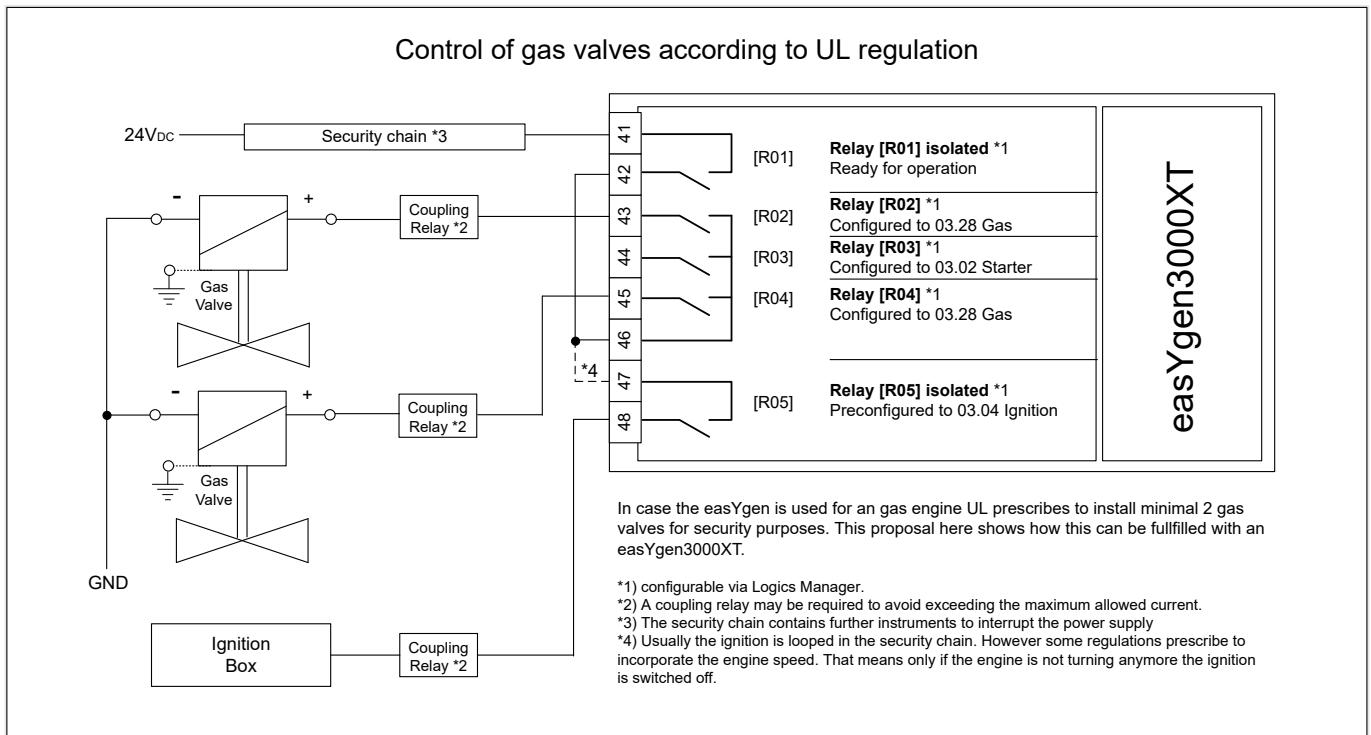 Control of gas valves according to UL regulation
24VDC
Security chain *3
41
42
43
44
45
46
47
48
[R01]
Relay [R01] isolated *1
Ready for operation
[R02]
Relay [R02] *1
Configured to 03.28 Gas
[R03]
Relay [R03] *1
Configured to 03.02 Starter
[R04]
Relay [R04] *1
Configured to 03.28 Gas
[R05]
Relay [R05] isolated *1
Preconfigured to 03.04 Ignition
easYgen3000XT
-
+
Coupling
Relay *2
Gas
Valve
*4
-
+
Coupling
Relay *2
Gas
Valve
GND
Ignition
Box
Coupling
Relay *2
In case the easYgen is used for an gas engine UL prescribes to install minimal 2 gas
valves for security purposes. This proposal here shows how this can be fullfilled with an
easYgen3000XT.
*1) configurable via Logics Manager.
*2) A coupling relay may be required to avoid exceeding the maximum allowed current.
*3) The security chain contains further instruments to interrupt the power supply
*4) Usually the ignition is looped in the security chain. However some regulations prescribe to
incorporate the engine speed. That means only if the engine is not turning anymore the ignition
is switched off.